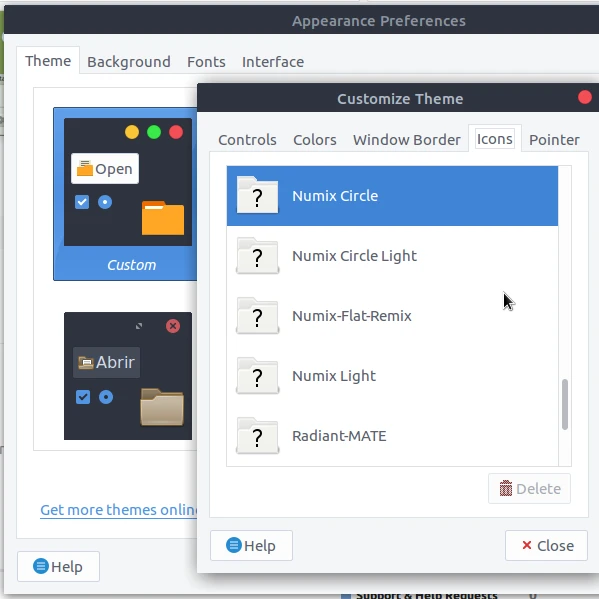 Appearance Preferences
Theme Background Fonts Interface
Open
Custom
Abrir
Get more themes onlin
Help
Customize Theme
Controls Colors Window Border Icons Pointer
? Numix Circle
? Numix Circle Light
? Numix-Flat-Remix
? Numix Light
? Radiant-MATE
Delete
Help Close
Support & Help Requests 0